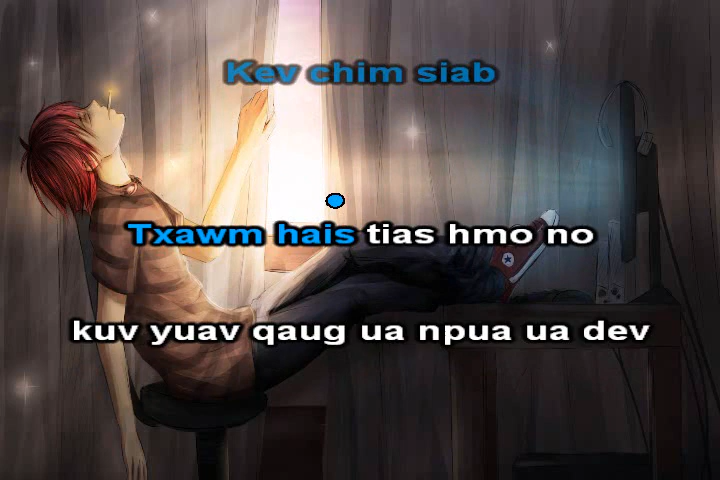 Kev chim siab
Txawm hais tias hmo no
kuv yuav qaug ua npua ua dev